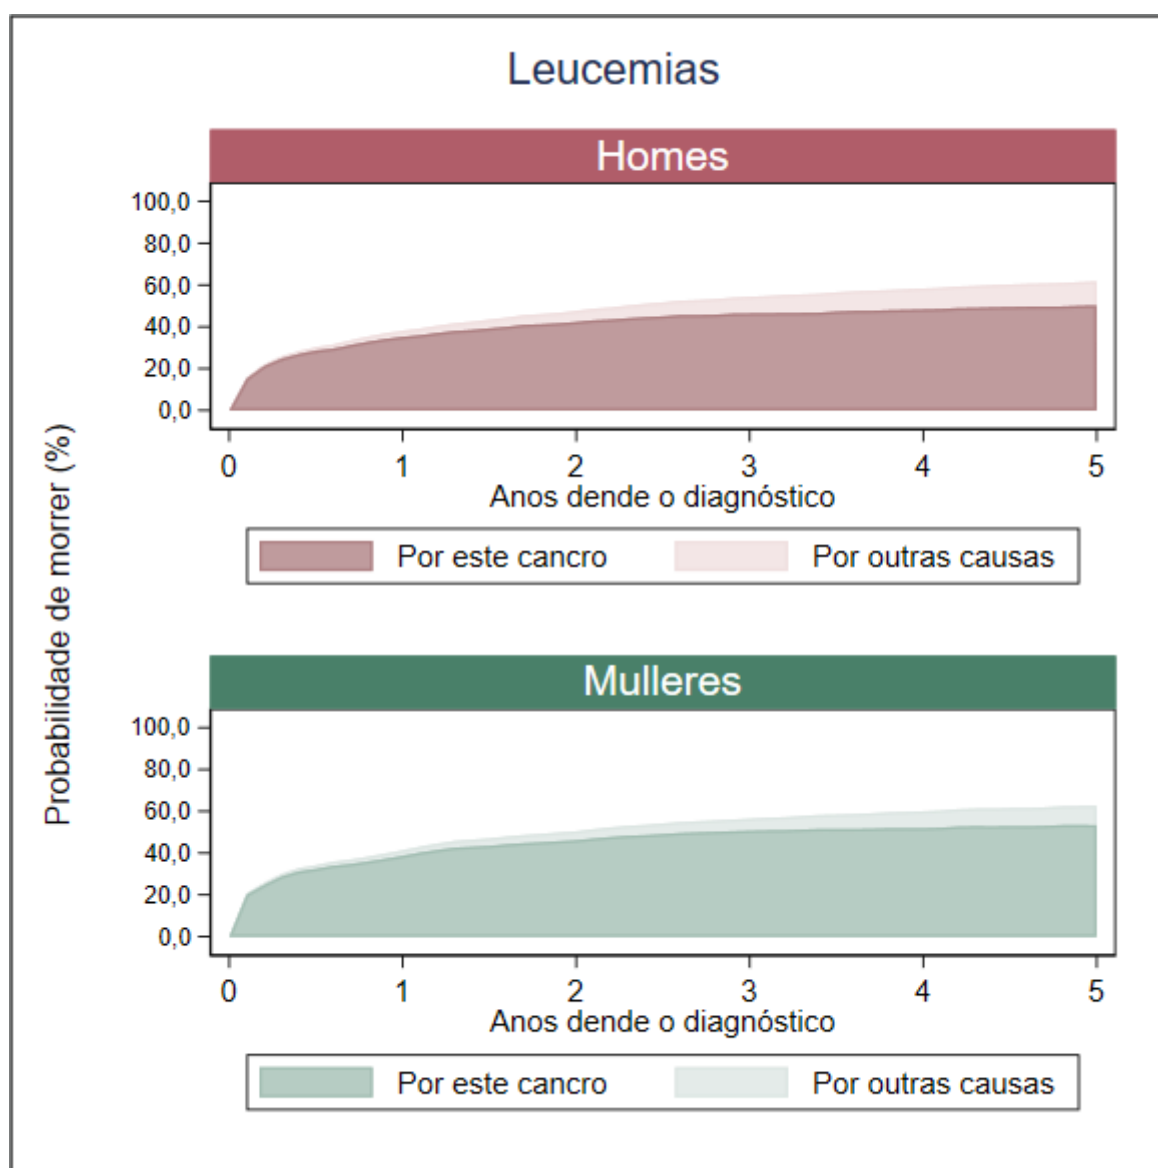 Leucemias
Probabilidade de morrer (%)
Homes
100,0
80,0
60,0
40,0
20,0
0,0
0 1 2 3 4 5
Anos dende o diagnóstico
Por este cancro Por outras causas
Mulleres
100,0
80,0
60,0
40,0
20,0
0,0
0 1 2 3 4 5
Anos dende o diagnóstico
Por este cancro Por outras causas